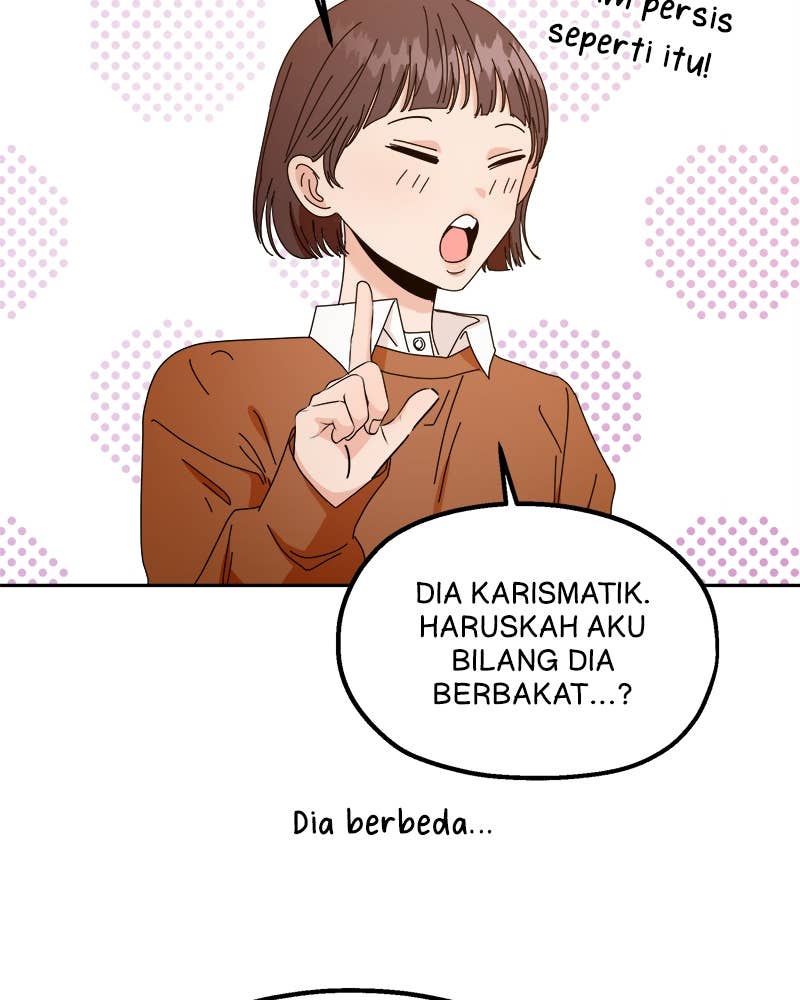 persis
seperti itu!
DIA KARISMATIK.
HARUSKAH AKU
BILANG DIA
BERBAKAT...?
Dia berbeda...